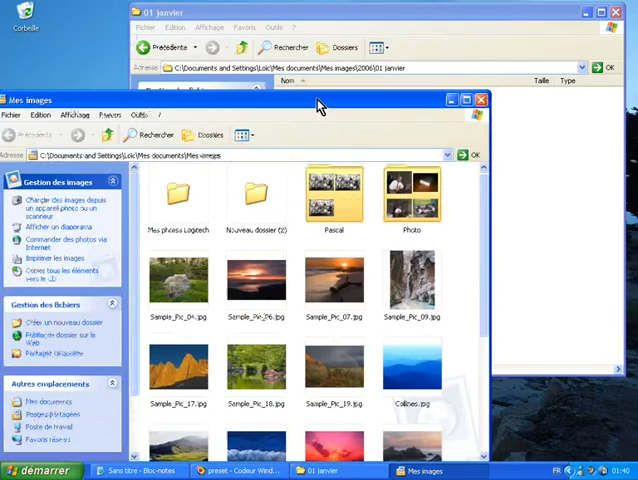 Corbeille
01 janvier
Fichier Edition Affichage Favoris Outils ?
Précédente Rechercher Dossiers
Adresse C:\Documents and Settings\Loïc\Mes documents\Mes images\2006\01 janvier OK
Nom Taille Type
Mes images
Fichier Edition Affichage Favoris Outils ?
Précédente Rechercher Dossiers
Adresse C:\Documents and Settings\Loïc\Mes documents\Mes images OK
Gestion des images
Charger des images depuis
un appareil photo ou un
scanneur
Afficher un diaporama
Commander des photos via
Internet
Imprimer les images
Copier tous les éléments
vers le CD
Gestion des fichiers
Créer un nouveau dossier
Publier ce dossier sur le
Web
Partager ce dossier
Autres emplacements
Mes documents
Images partagées
Poste de travail
Favoris réseau
Mes photos Logitech Nouveau dossier (2) Pascal Photo
Sample_Pic_04.jpg Sample_Pic_06.jpg Sample_Pic_07.jpg Sample_Pic_09.jpg
Sample_Pic_17.jpg Sample_Pic_18.jpg Sample_Pic_19.jpg Collines.jpg
démarrer Sans titre - Bloc-notes preset - Codeur Wind... 01 janvier Mes images FR 01:40